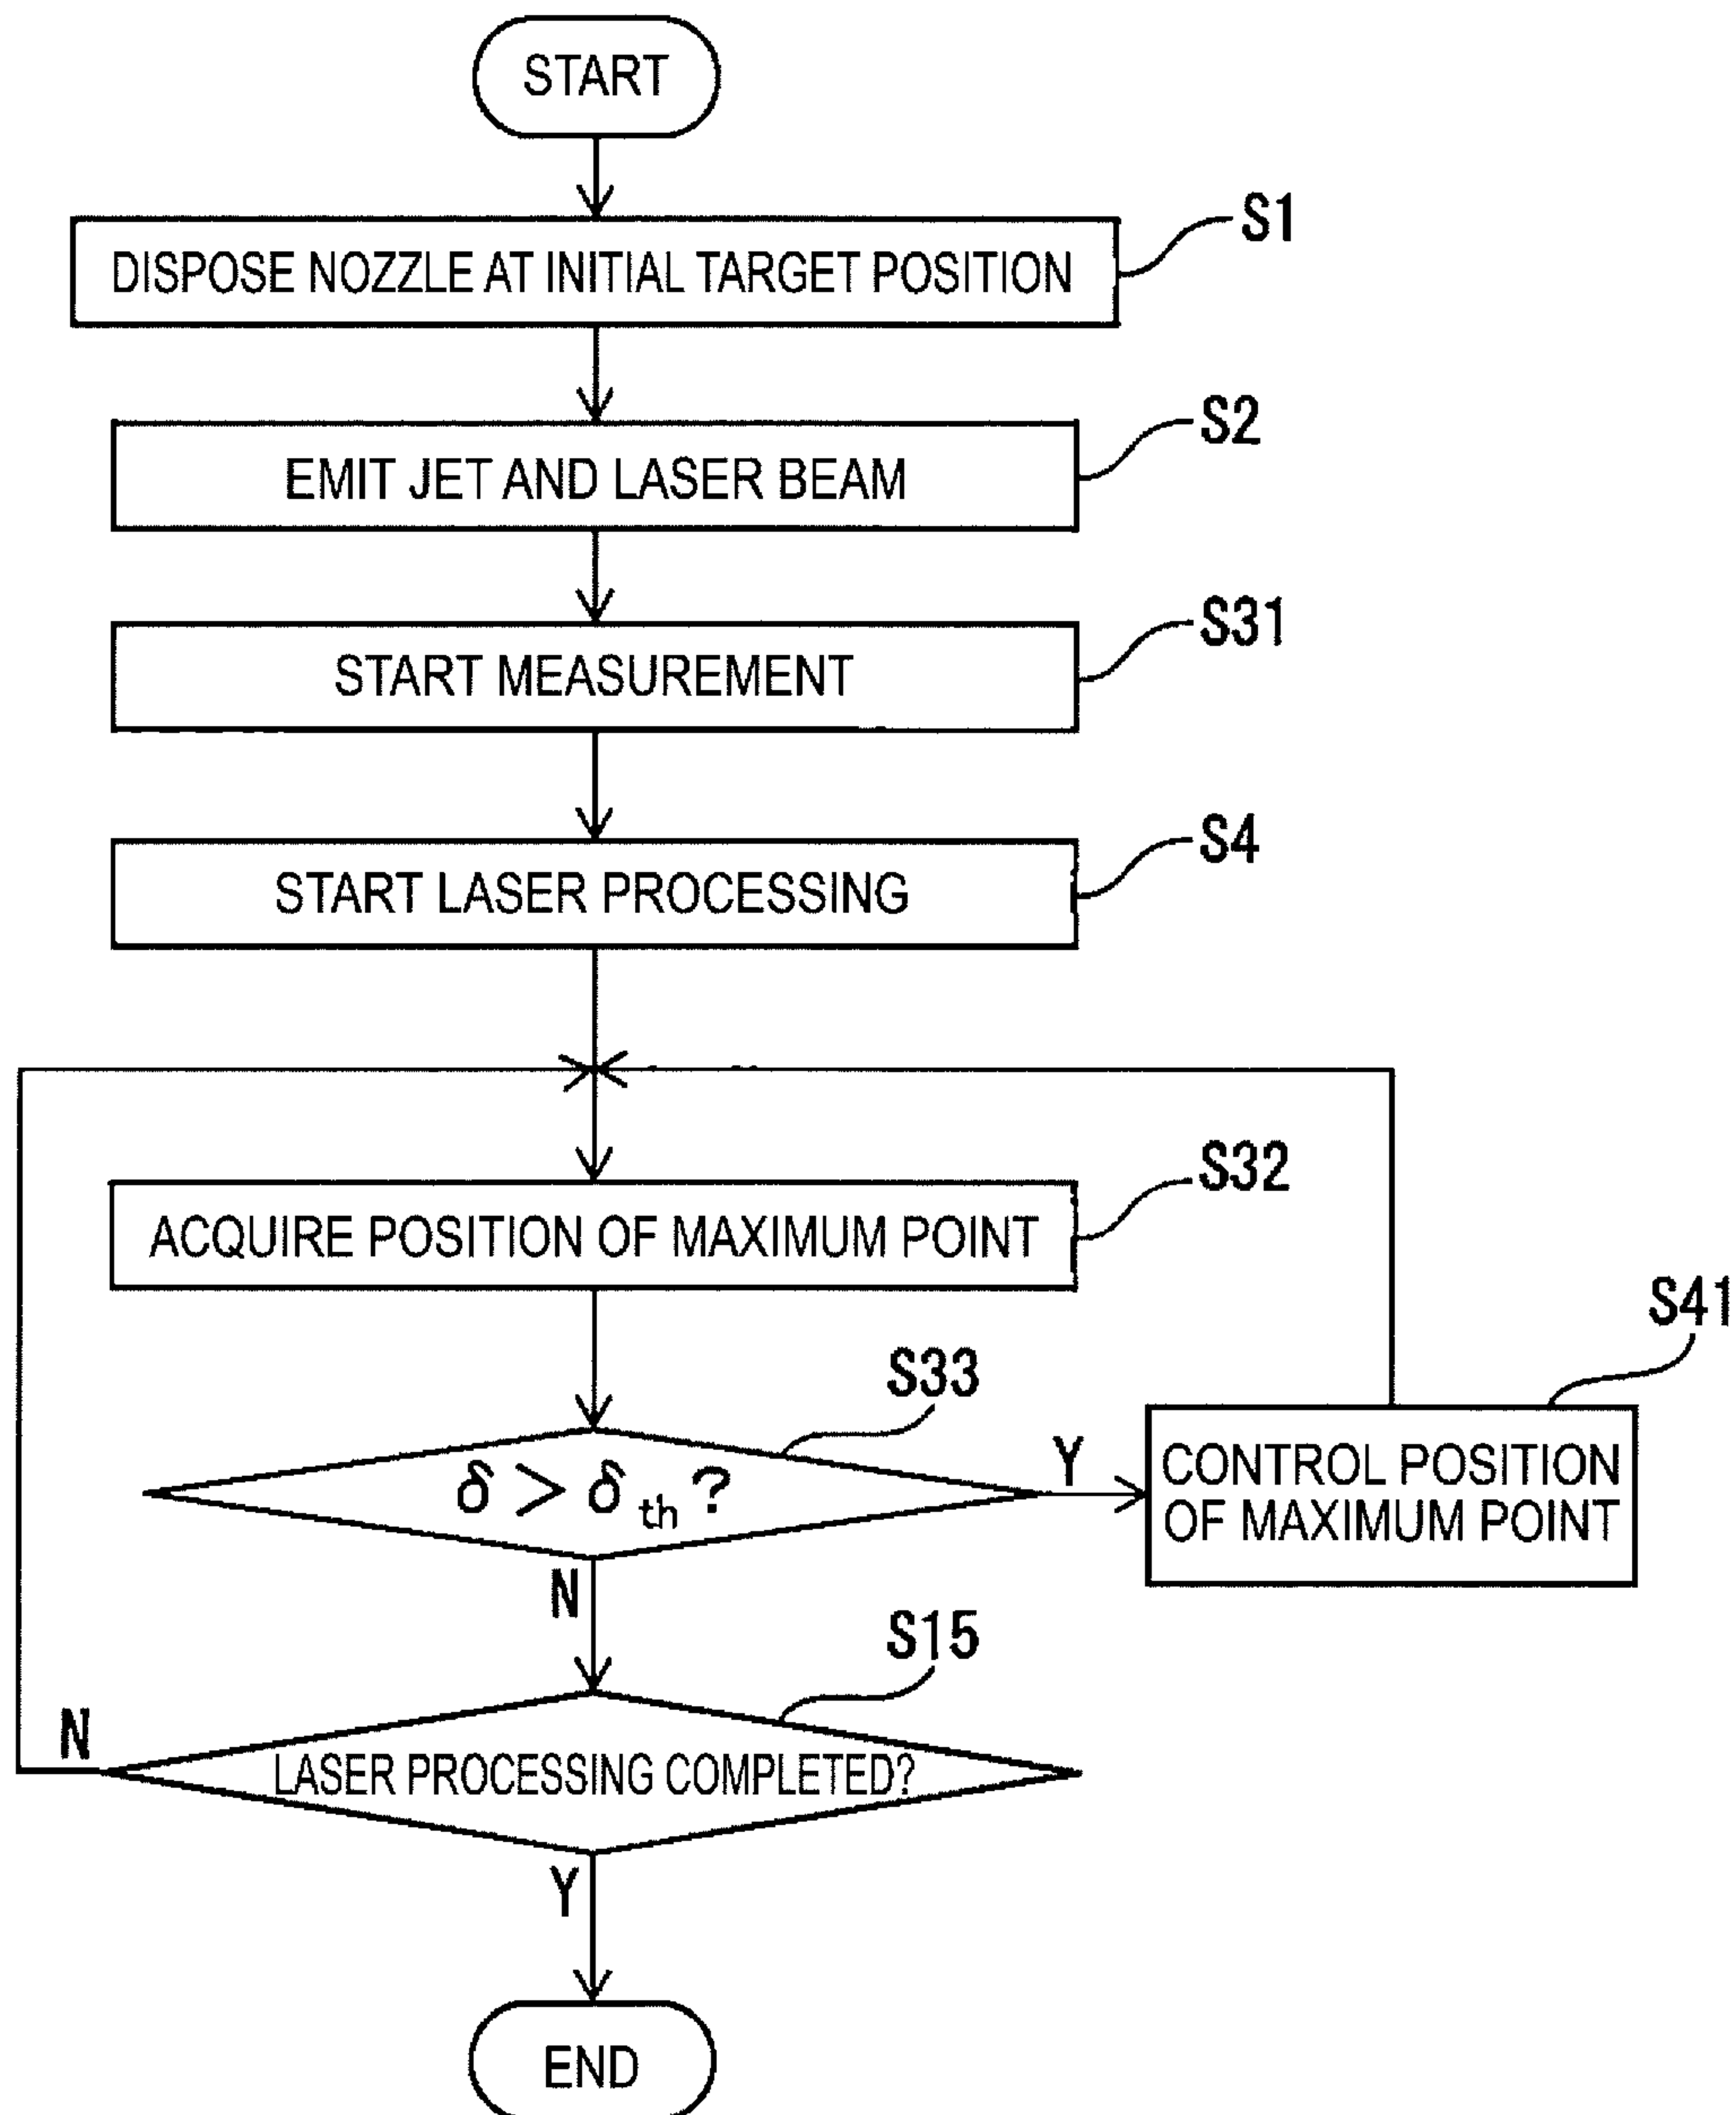 START
DISPOSE NOZZLE AT INITIAL TARGET POSITION
S1
EMIT JET AND LASER BEAM
S2
START MEASUREMENT
S31
START LASER PROCESSING
S4
ACQUIRE POSITION OF MAXIMUM POINT
S32
δ > δth ?
S33
Y
CONTROL POSITION
OF MAXIMUM POINT
S41
N
LASER PROCESSING COMPLETED?
S15
N
Y
END